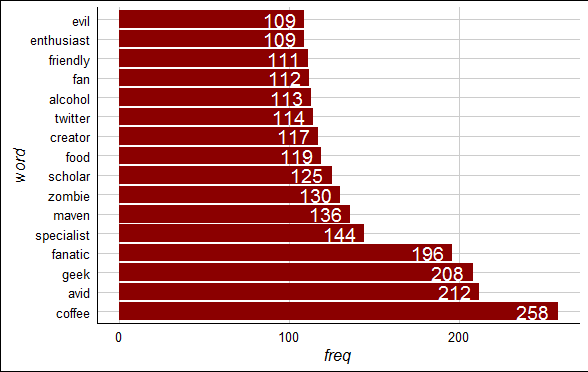 evil 109
enthusiast 109
friendly 111
fan 112
alcohol 113
twitter 114
creator 117
food 119
scholar 125
zombie 130
maven 136
specialist 144
fanatic 196
geek 208
avid 212
coffee 258
word
0 100 200
freq